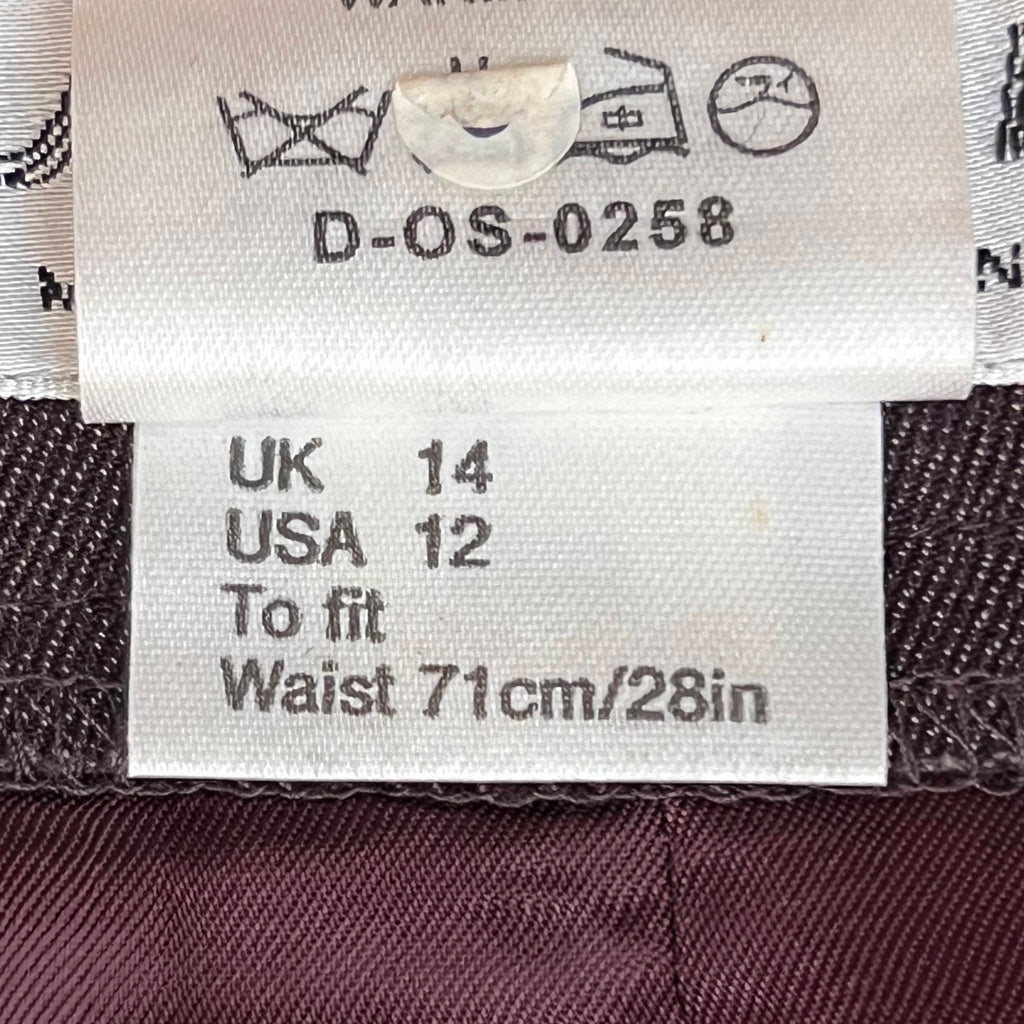 D-OS-0258
UK 14
USA 12
To fit
Waist 71cm/28in